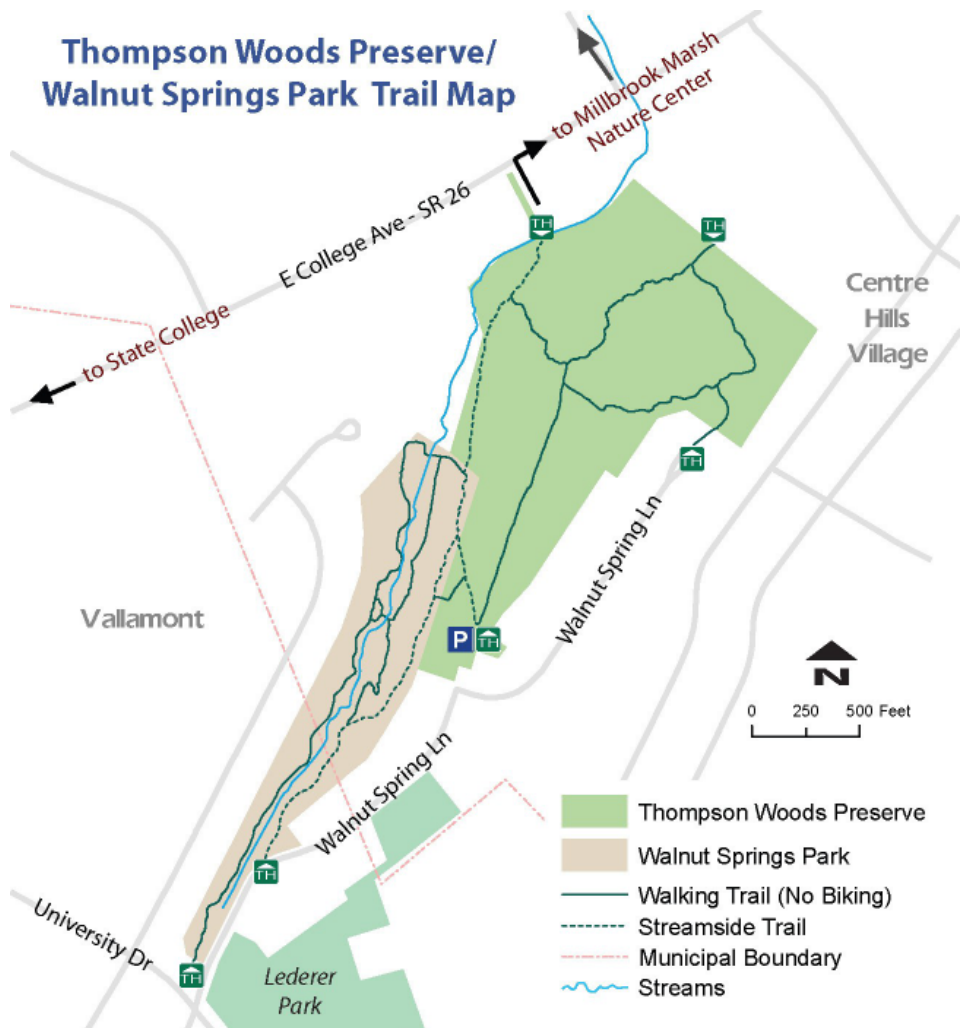 Thompson Woods Preserve/
Walnut Springs Park Trail Map
to Millbrook Marsh
Nature Center
E College Ave - SR 26
to State College
TH
TH
Centre
Hills
Village
TH
Walnut Spring Ln
Vallamont
P
TH
N
0 250 500 Feet
Walnut Spring Ln
TH
University Dr
TH
Lederer
Park
Thompson Woods Preserve
Walnut Springs Park
Walking Trail (No Biking)
Streamside Trail
Municipal Boundary
Streams